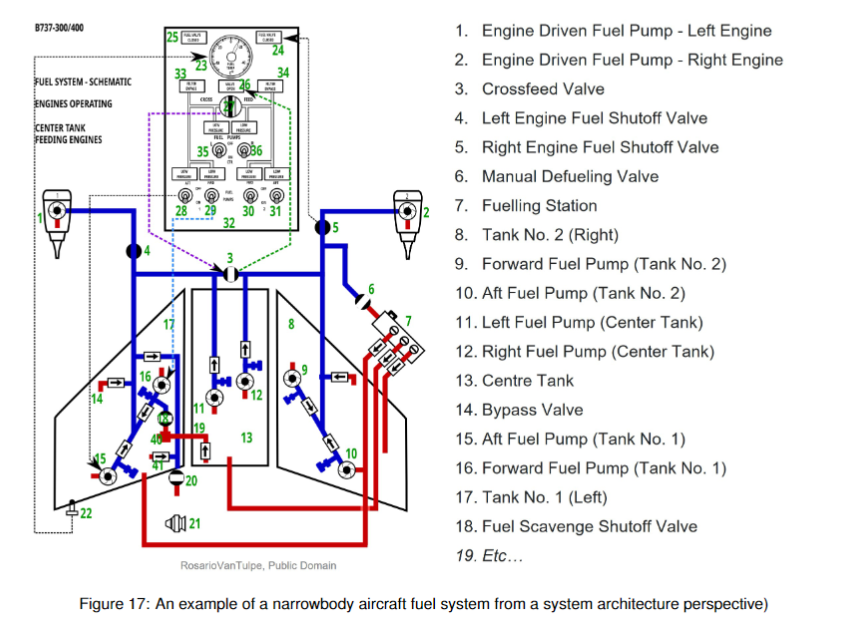 B737-300/400
FUEL SYSTEM - SCHEMATIC
ENGINES OPERATING
CENTER TANK
FEEDING ENGINES
25
24
23
33
34
26
27
CROSS FEED
FUEL PUMPS
35
36
28
29
30
31
32
1
2
3
4
5
6
7
8
9
10
11
12
13
14
15
16
17
18
19
40
41
20
21
22
RosarioVanTulpe, Public Domain
1. Engine Driven Fuel Pump - Left Engine
2. Engine Driven Fuel Pump - Right Engine
3. Crossfeed Valve
4. Left Engine Fuel Shutoff Valve
5. Right Engine Fuel Shutoff Valve
6. Manual Defueling Valve
7. Fuelling Station
8. Tank No. 2 (Right)
9. Forward Fuel Pump (Tank No. 2)
10. Aft Fuel Pump (Tank No. 2)
11. Left Fuel Pump (Center Tank)
12. Right Fuel Pump (Center Tank)
13. Centre Tank
14. Bypass Valve
15. Aft Fuel Pump (Tank No. 1)
16. Forward Fuel Pump (Tank No. 1)
17. Tank No. 1 (Left)
18. Fuel Scavenge Shutoff Valve
19. Etc…
Figure 17: An example of a narrowbody aircraft fuel system from a system architecture perspective)